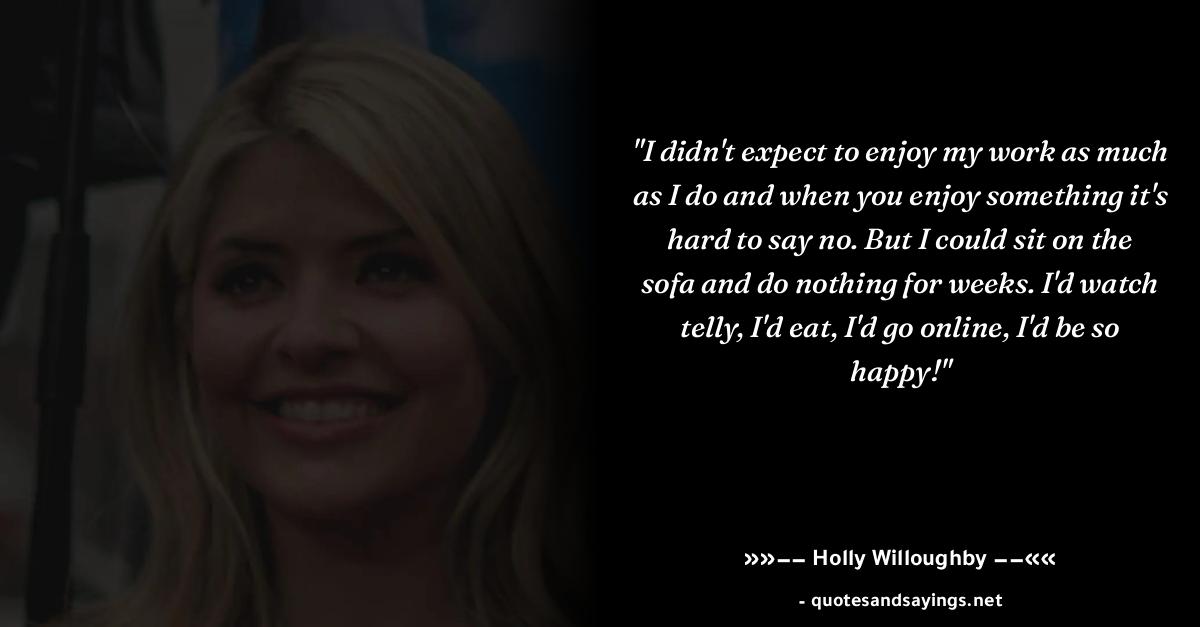 "I didn't expect to enjoy my work as much
as I do and when you enjoy something it's
hard to say no. But I could sit on the
sofa and do nothing for weeks. I'd watch
telly, I'd eat, I'd go online, I'd be so
happy!"
»»–– Holly Willoughby ––««
- quotesandsayings.net